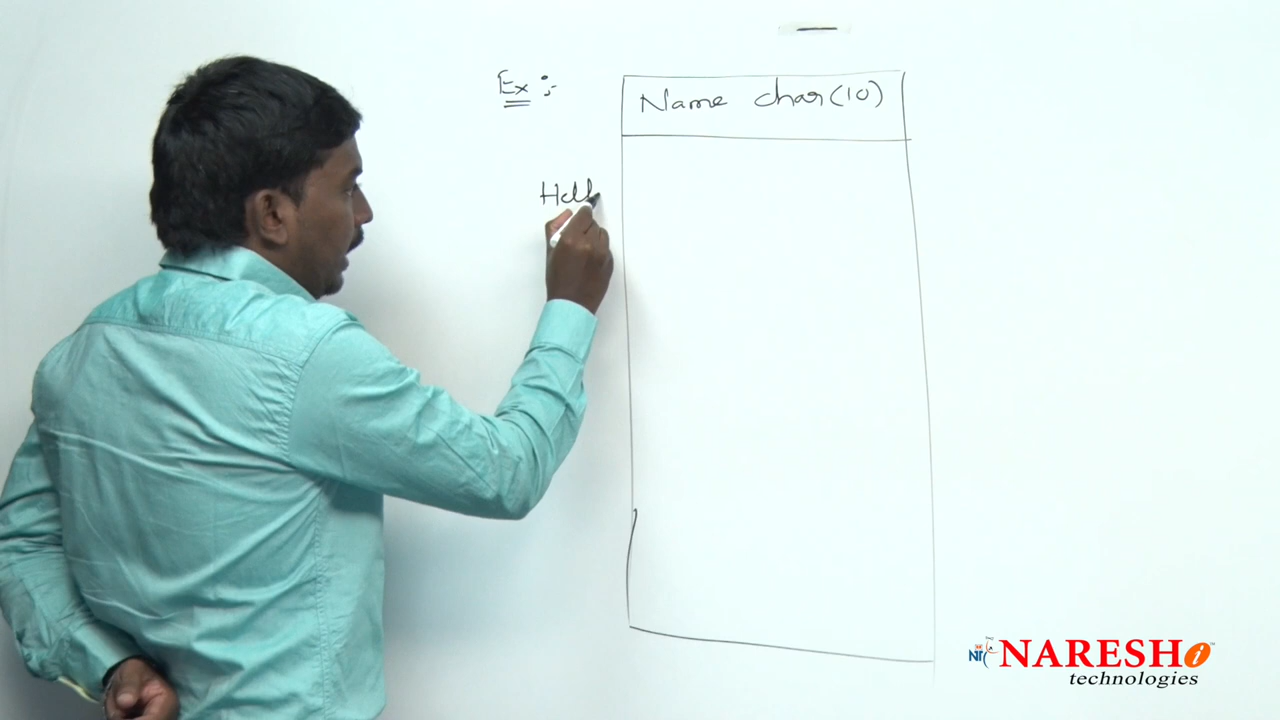 Ex :-
Name char(10)
Hell
NARESHi
technologies